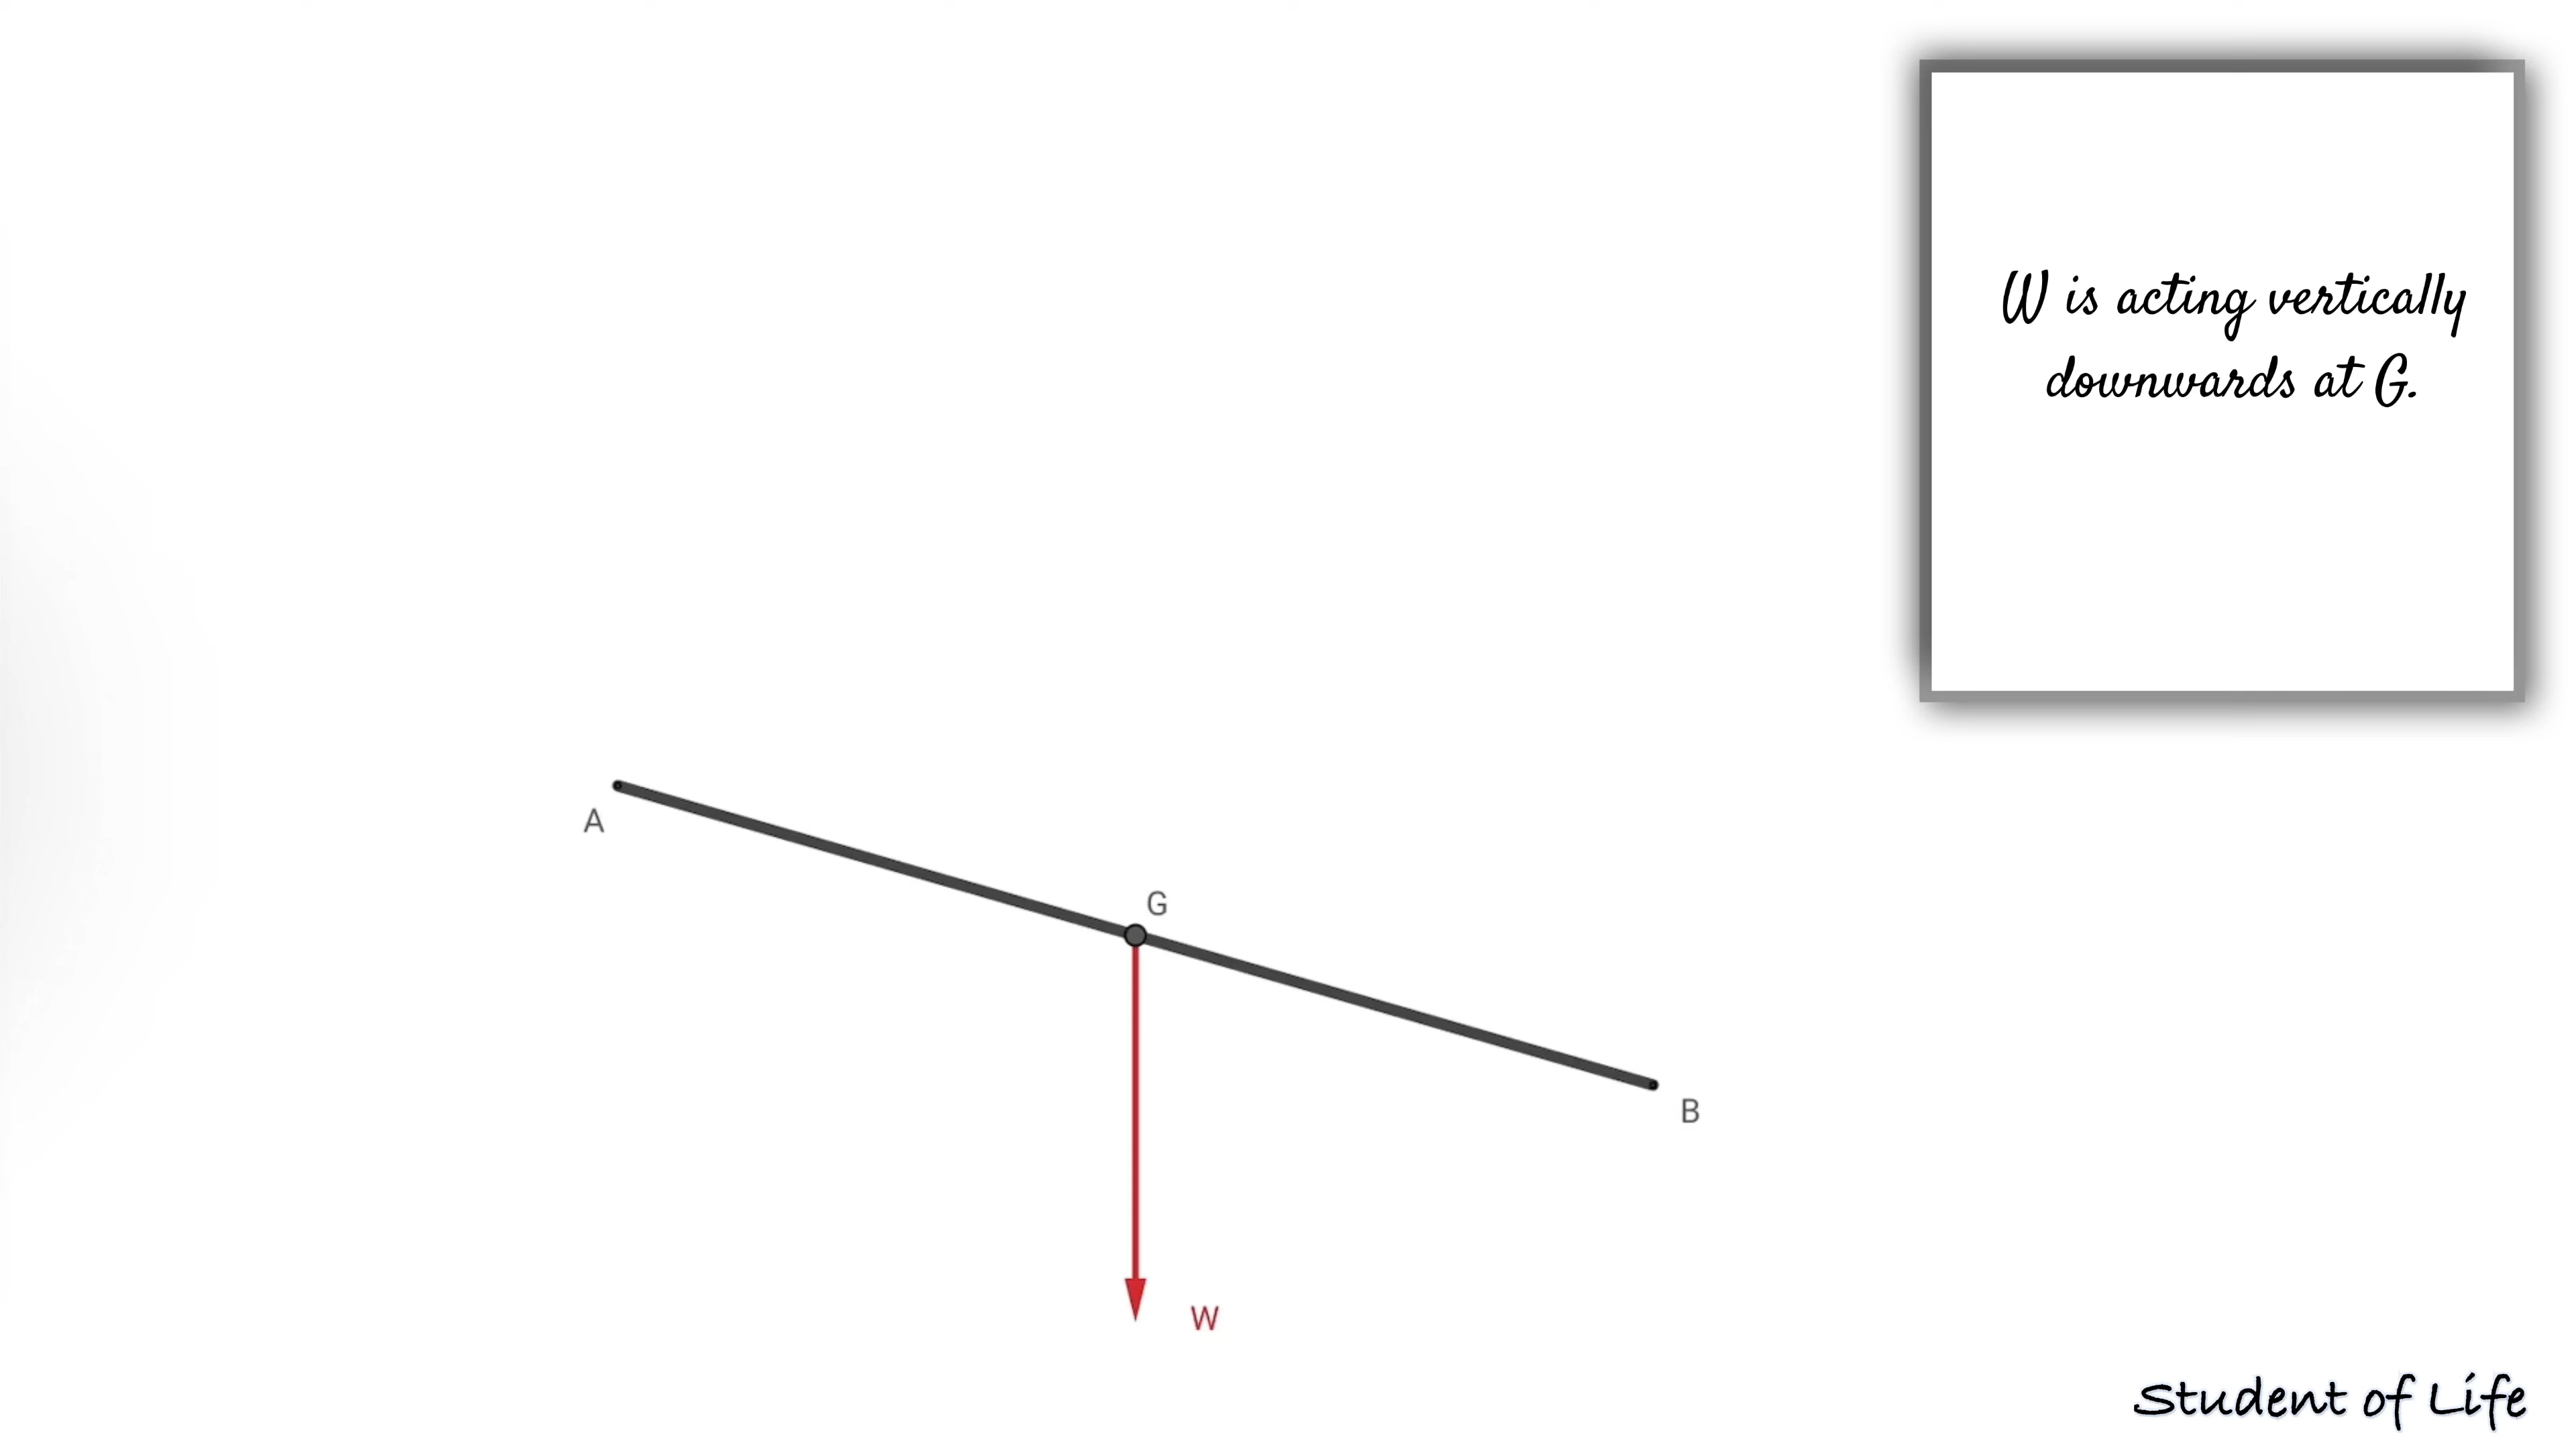 W is acting vertically
downwards at G.
A
G
B
W
Student of Life